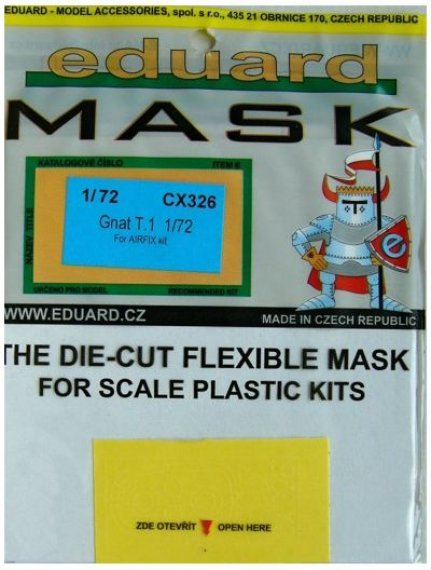 EDUARD - MODEL ACCESSORIES, spol. s r.o., 435 21 OBRNICE 170, CZECH REPUBLIC
eduard
MASK
KATALOGOVÉ ČÍSLO ITEM #
1/72 CX326
Gnat T.1 1/72
For AIRFIX kit
NÁZEV TITLE
URČENO PRO MODEL RECOMMENDED KIT
e
WWW.EDUARD.CZ
MADE IN CZECH REPUBLIC
THE DIE-CUT FLEXIBLE MASK
FOR SCALE PLASTIC KITS
ZDE OTEVŘÍT OPEN HERE